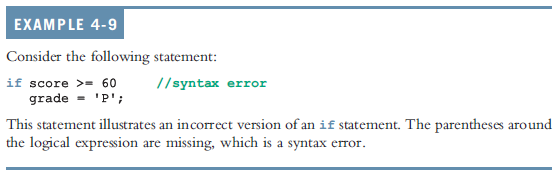 EXAMPLE 4-9
Consider the following statement:
if score >= 60 //syntax error
grade = 'P';
This statement illustrates an incorrect version of an if statement. The parentheses around
the logical expression are missing, which is a syntax error.